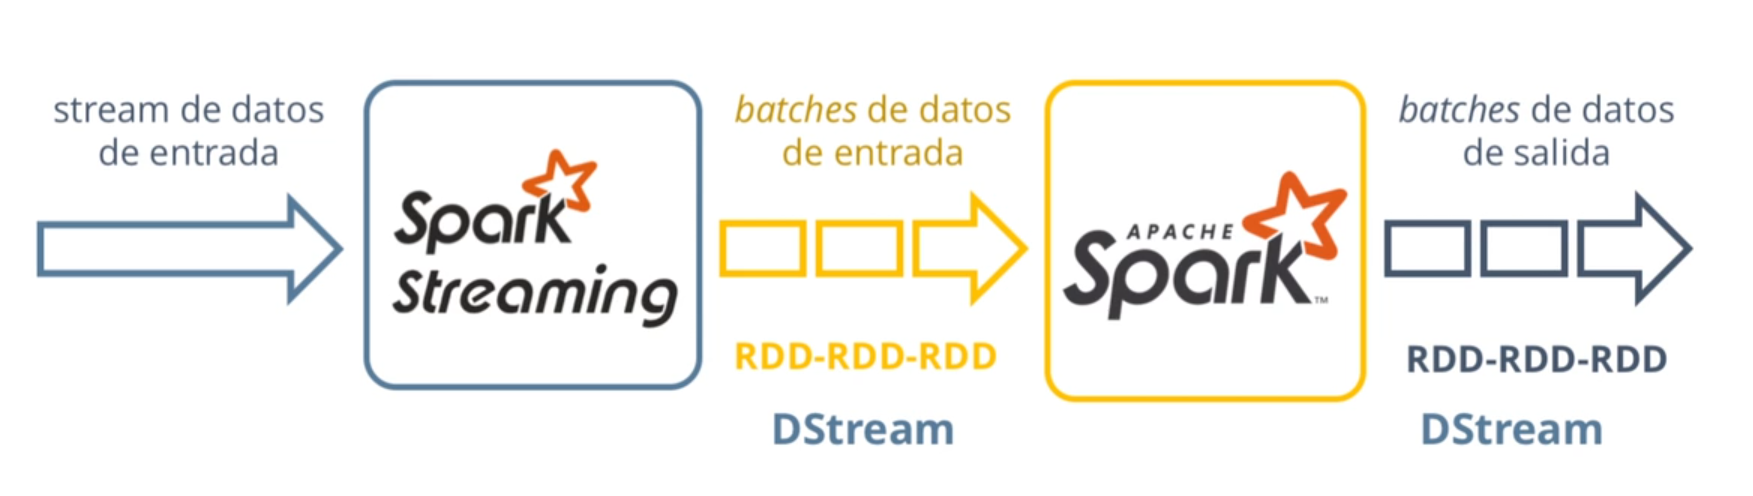 stream de datos
de entrada
Spark
Streaming
batches de datos
de entrada
RDD-RDD-RDD
DStream
APACHE
Spark™
batches de datos
de salida
RDD-RDD-RDD
DStream